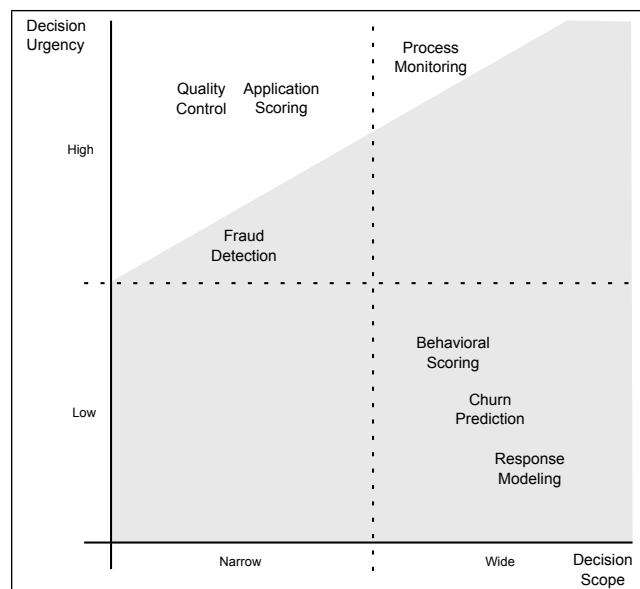 Decision
Urgency
Process
Monitoring
Quality
Control
Application
Scoring
High
Fraud
Detection
Behavioral
Scoring
Low
Churn
Prediction
Response
Modeling
Narrow
Wide
Decision
Scope